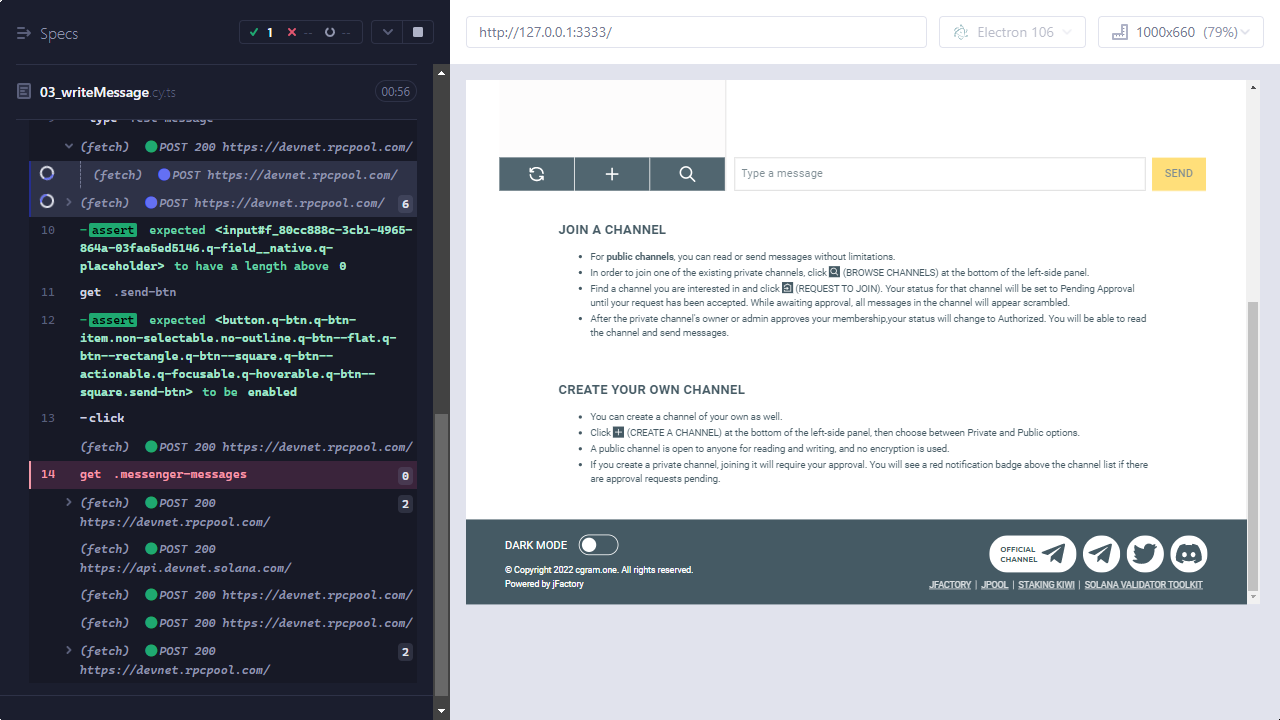 Specs
1
--
--
http://127.0.0.1:3333/
Electron 106
1000x660 (79%)
03_writeMessage.cy.ts
00:56
(fetch) POST 200 https://devnet.rpcpool.com/
(fetch) POST https://devnet.rpcpool.com/
(fetch) POST https://devnet.rpcpool.com/ 6
10 -assert expected <input#f_80cc888c-3cb1-4965-
864a-03fae5ed5146.q-field__native.q-
placeholder> to have a length above 0
11 get .send-btn
12 -assert expected <button.q-btn.q-btn-
item.non-selectable.no-outline.q-btn--flat.q-
btn--rectangle.q-btn--square.q-btn--
actionable.q-focusable.q-hoverable.q-btn--
square.send-btn> to be enabled
13 -click
(fetch) POST 200 https://devnet.rpcpool.com/
14 get .messenger-messages 0
(fetch) POST 200 2
https://devnet.rpcpool.com/
(fetch) POST 200
https://api.devnet.solana.com/
(fetch) POST 200 https://devnet.rpcpool.com/
(fetch) POST 200 https://devnet.rpcpool.com/
(fetch) POST 200 2
https://devnet.rpcpool.com/
Type a message
SEND
JOIN A CHANNEL
• For public channels, you can read or send messages without limitations.
• In order to join one of the existing private channels, click (BROWSE CHANNELS) at the bottom of the left-side panel.
• Find a channel you are interested in and click (REQUEST TO JOIN). Your status for that channel will be set to Pending Approval
until your request has been accepted. While awaiting approval, all messages in the channel will appear scrambled.
• After the private channel's owner or admin approves your membership,your status will change to Authorized. You will be able to read
the channel and send messages.
CREATE YOUR OWN CHANNEL
• You can create a channel of your own as well.
• Click (CREATE A CHANNEL) at the bottom of the left-side panel, then choose between Private and Public options.
• A public channel is open to anyone for reading and writing, and no encryption is used.
• If you create a private channel, joining it will require your approval. You will see a red notification badge above the channel list if there
are approval requests pending.
DARK MODE
© Copyright 2022 cgram.one. All rights reserved.
Powered by jFactory
OFFICIAL
CHANNEL
JFACTORY | JPOOL | STAKING KIWI | SOLANA VALIDATOR TOOLKIT